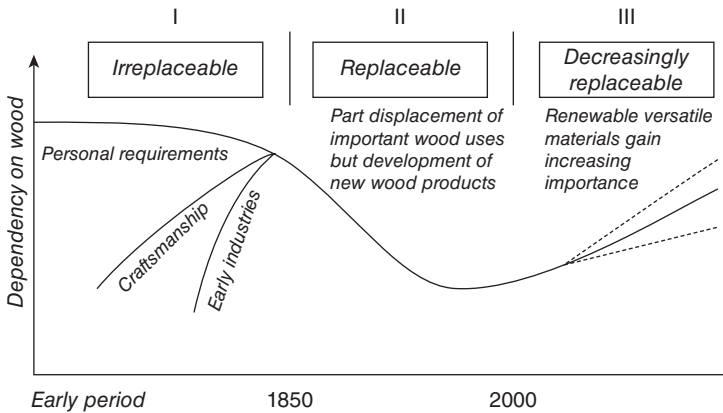 I
II
III
Irreplaceable
Replaceable
Decreasingly
replaceable
Dependency on wood
Personal requirements
Craftsmanship
Early industries
Part displacement of
important wood uses
but development of
new wood products
Renewable versatile
materials gain
increasing
importance
Early period
1850
2000